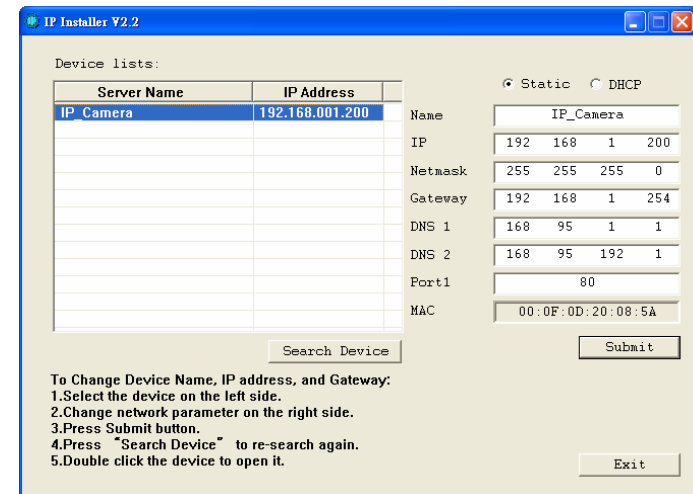 IP Installer V2.2
Device lists:
Server Name IP Address
IP_Camera 192.168.001.200
Static DHCP
Name IP_Camera
IP 192 168 1 200
Netmask 255 255 255 0
Gateway 192 168 1 254
DNS 1 168 95 1 1
DNS 2 168 95 192 1
Port1 80
MAC 00:0F:0D:20:08:5A
Search Device
Submit
To Change Device Name, IP address, and Gateway:
1.Select the device on the left side.
2.Change network parameter on the right side.
3.Press Submit button.
4.Press “Search Device” to re-search again.
5.Double click the device to open it.
Exit